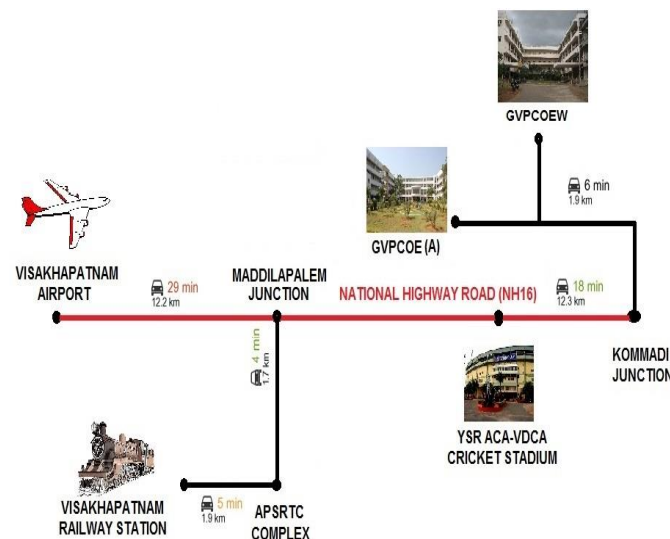 GVPCOEW
6 min
1.9 km
GVPCOE (A)
VISAKHAPATNAM
AIRPORT
29 min
12.2 km
MADDILAPALEM
JUNCTION
NATIONAL HIGHWAY ROAD (NH16)
18 min
12.3 km
KOMMADI
JUNCTION
4 min
1.7 km
YSR ACA-VDCA
CRICKET STADIUM
VISAKHAPATNAM
RAILWAY STATION
5 min
1.9 km
APSRTC
COMPLEX